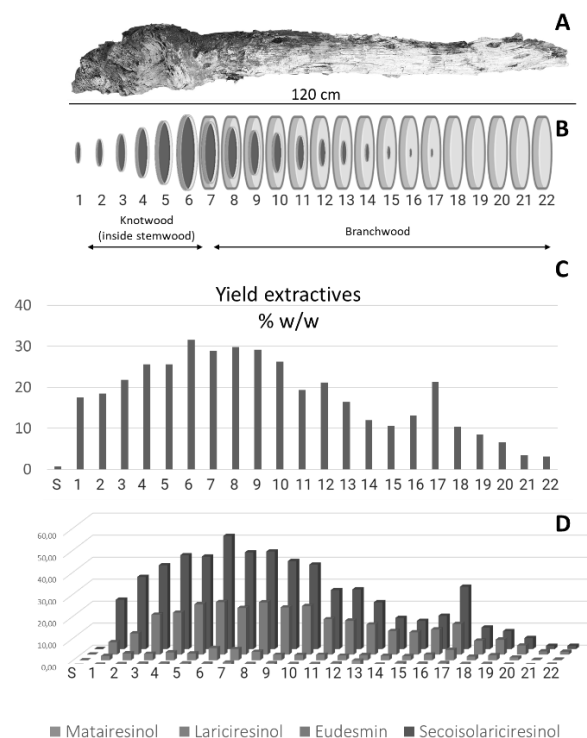 A
120 cm
B
1 2 3 4 5 6 7 8 9 10 11 12 13 14 15 16 17 18 19 20 21 22
Knotwood
(inside stemwood)
Branchwood
C
Yield extractives
% w/w
40
30
20
10
0
S 1 2 3 4 5 6 7 8 9 10 11 12 13 14 15 16 17 18 19 20 21 22
D
60,00
50,00
40,00
30,00
20,00
10,00
0,00
S 1 2 3 4 5 6 7 8 9 10 11 12 13 14 15 16 17 18 19 20 21 22
Matairesinol Lariciresinol Eudesmin Secoisolariciresinol